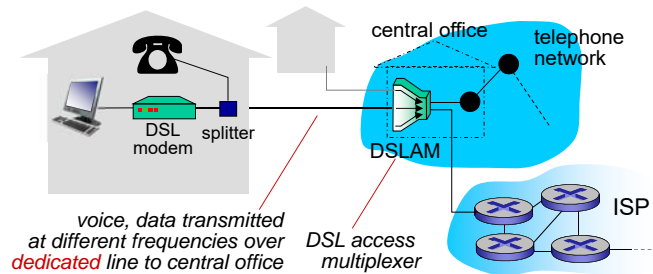 central office
telephone
network
DSL
modem
splitter
DSLAM
ISP
voice, data transmitted
at different frequencies over
dedicated line to central office
DSL access
multiplexer